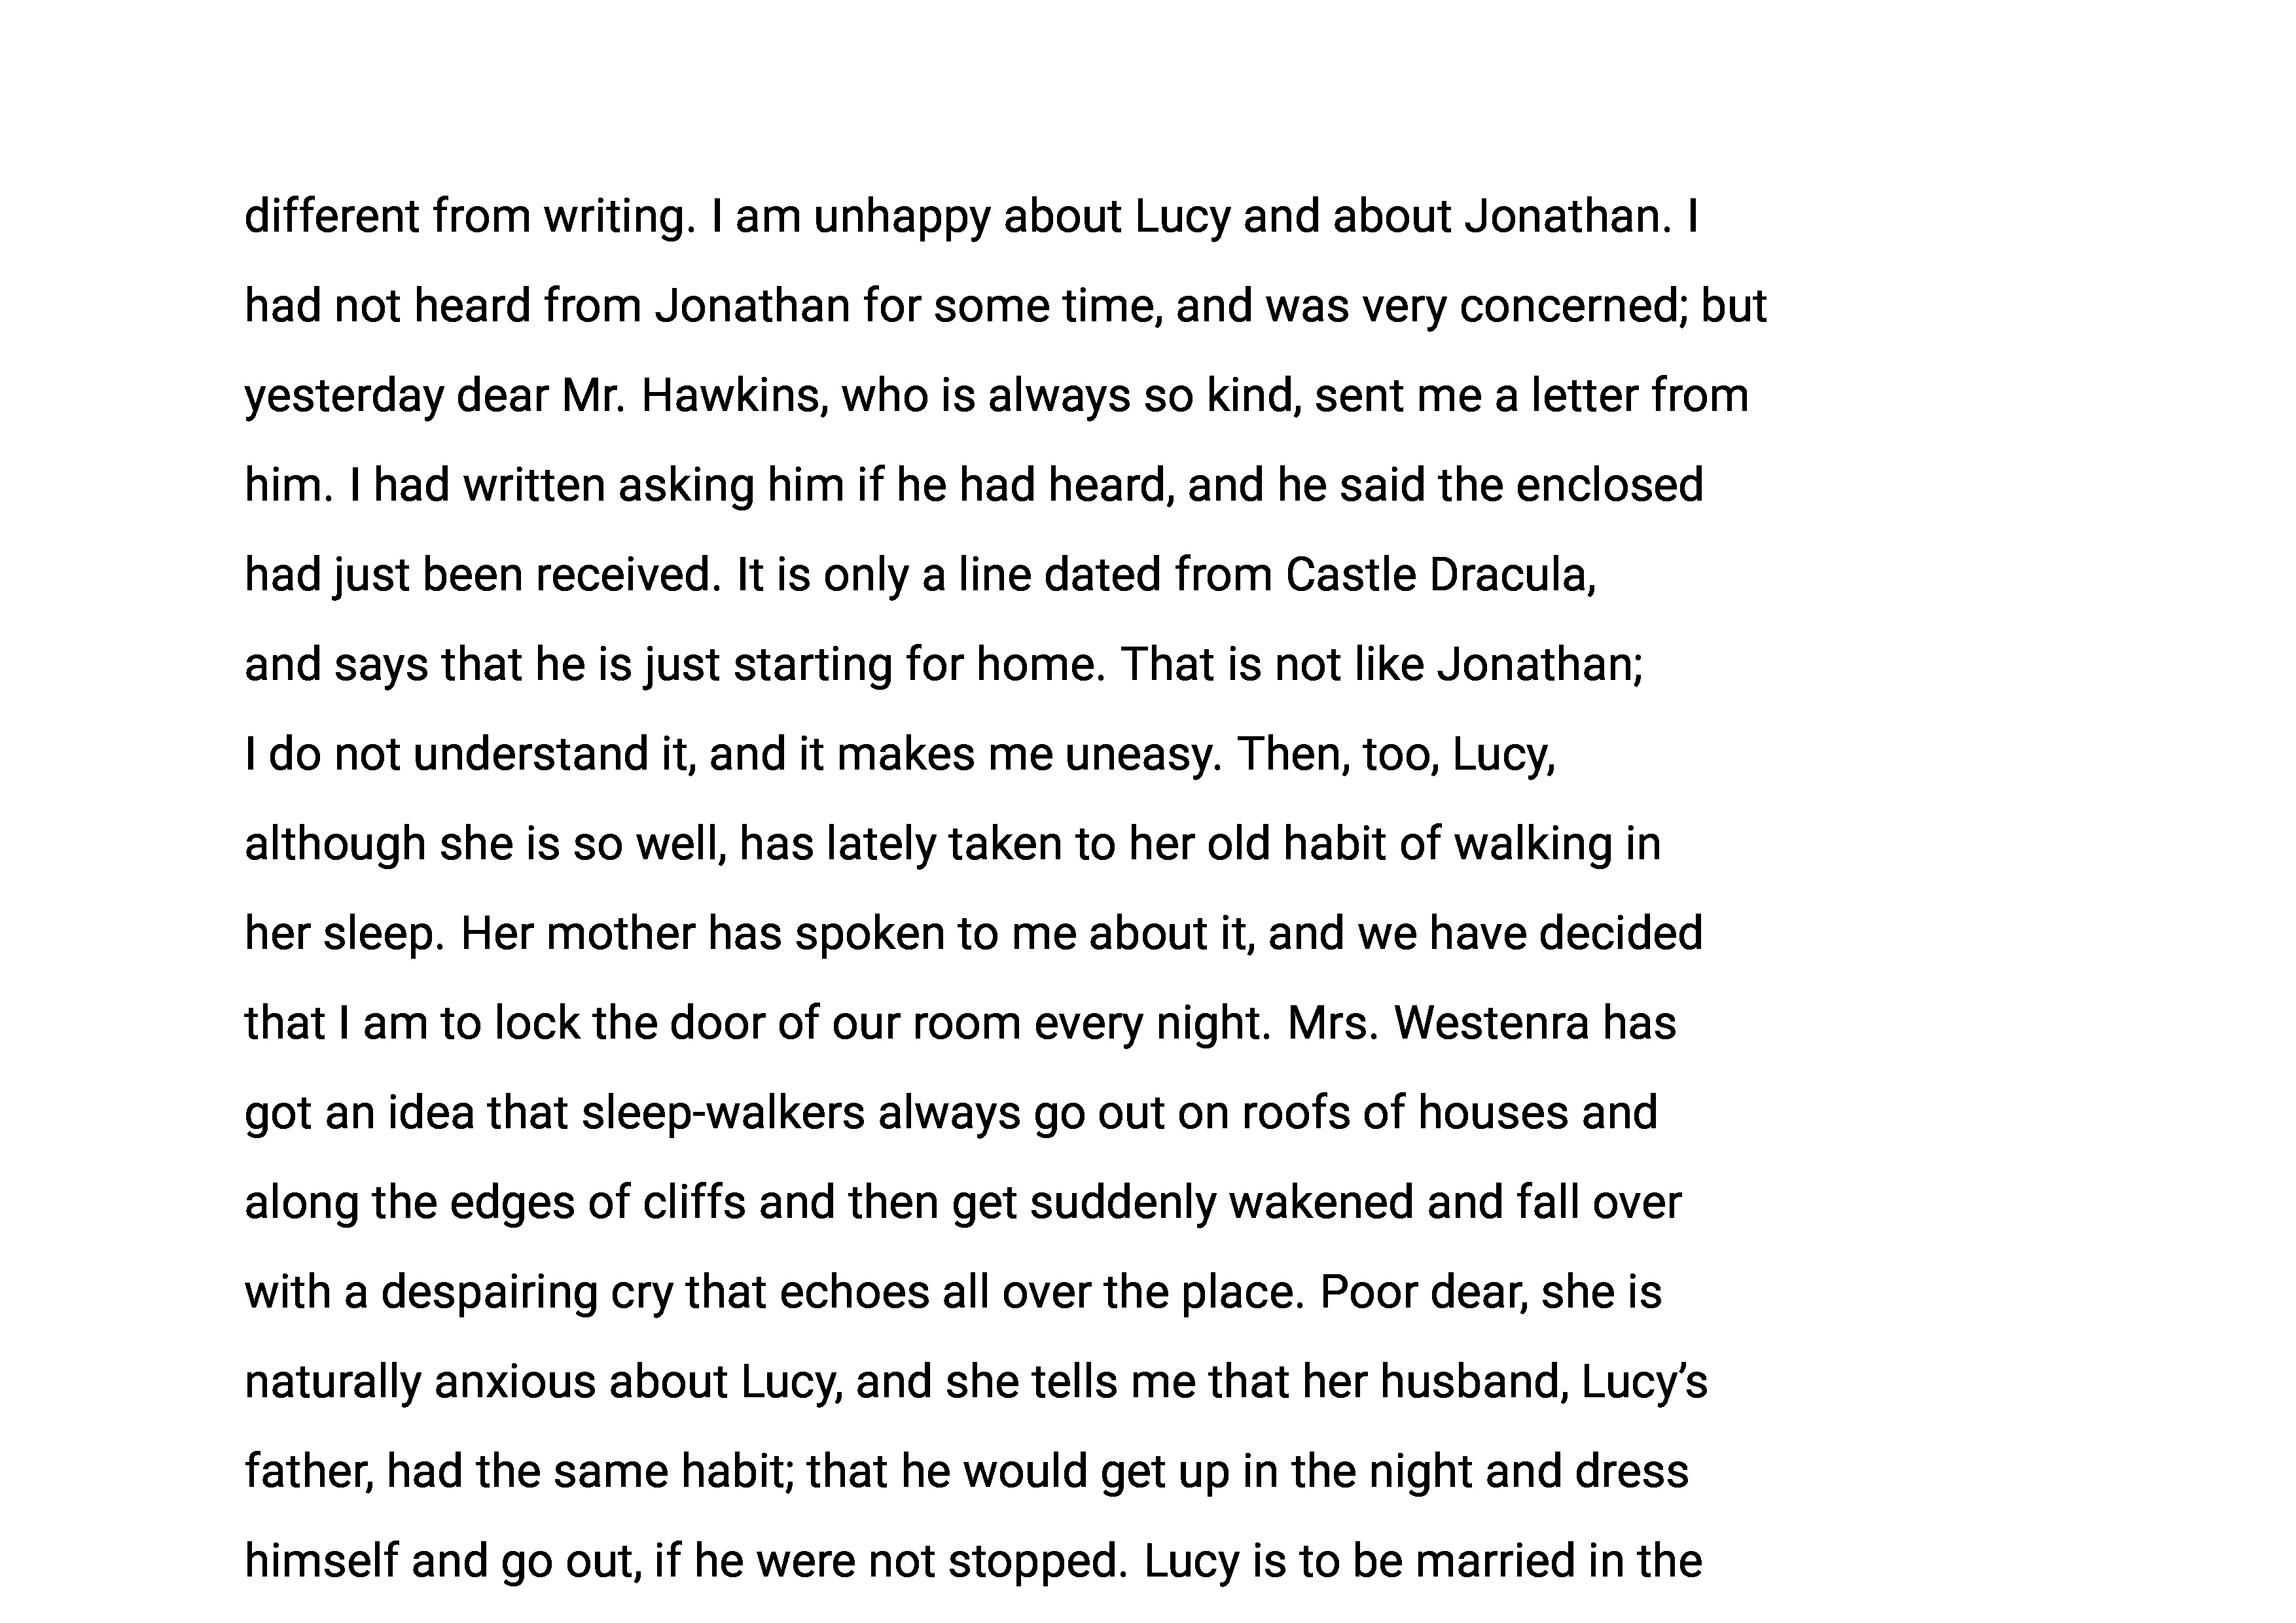 different from writing. I am unhappy about Lucy and about Jonathan. I
had not heard from Jonathan for some time, and was very concerned; but
yesterday dear Mr. Hawkins, who is always so kind, sent me a letter from
him. I had written asking him if he had heard, and he said the enclosed
had just been received. It is only a line dated from Castle Dracula,
and says that he is just starting for home. That is not like Jonathan;
I do not understand it, and it makes me uneasy. Then, too, Lucy,
although she is so well, has lately taken to her old habit of walking in
her sleep. Her mother has spoken to me about it, and we have decided
that I am to lock the door of our room every night. Mrs. Westenra has
got an idea that sleep-walkers always go out on roofs of houses and
along the edges of cliffs and then get suddenly wakened and fall over
with a despairing cry that echoes all over the place. Poor dear, she is
naturally anxious about Lucy, and she tells me that her husband, Lucy’s
father, had the same habit; that he would get up in the night and dress
himself and go out, if he were not stopped. Lucy is to be married in the